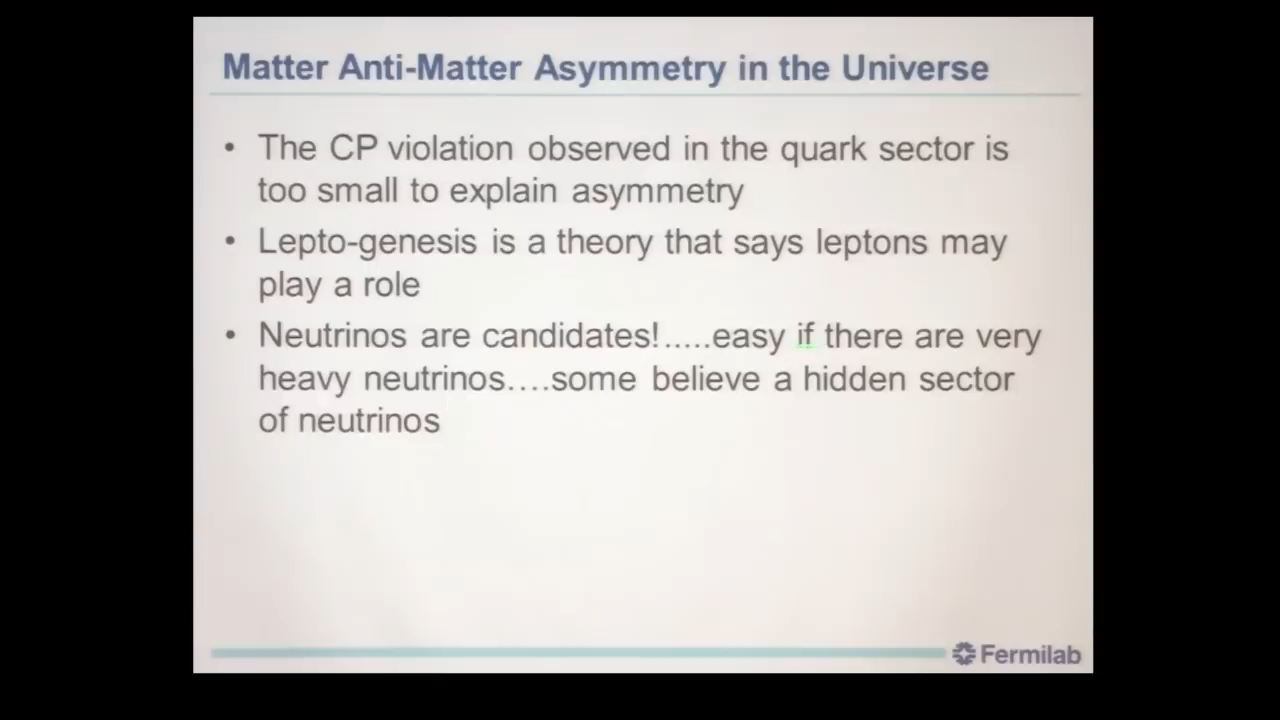 Matter Anti-Matter Asymmetry in the Universe
• The CP violation observed in the quark sector is
too small to explain asymmetry
• Lepto-genesis is a theory that says leptons may
play a role
• Neutrinos are candidates!.....easy if there are very
heavy neutrinos....some believe a hidden sector
of neutrinos
Fermilab